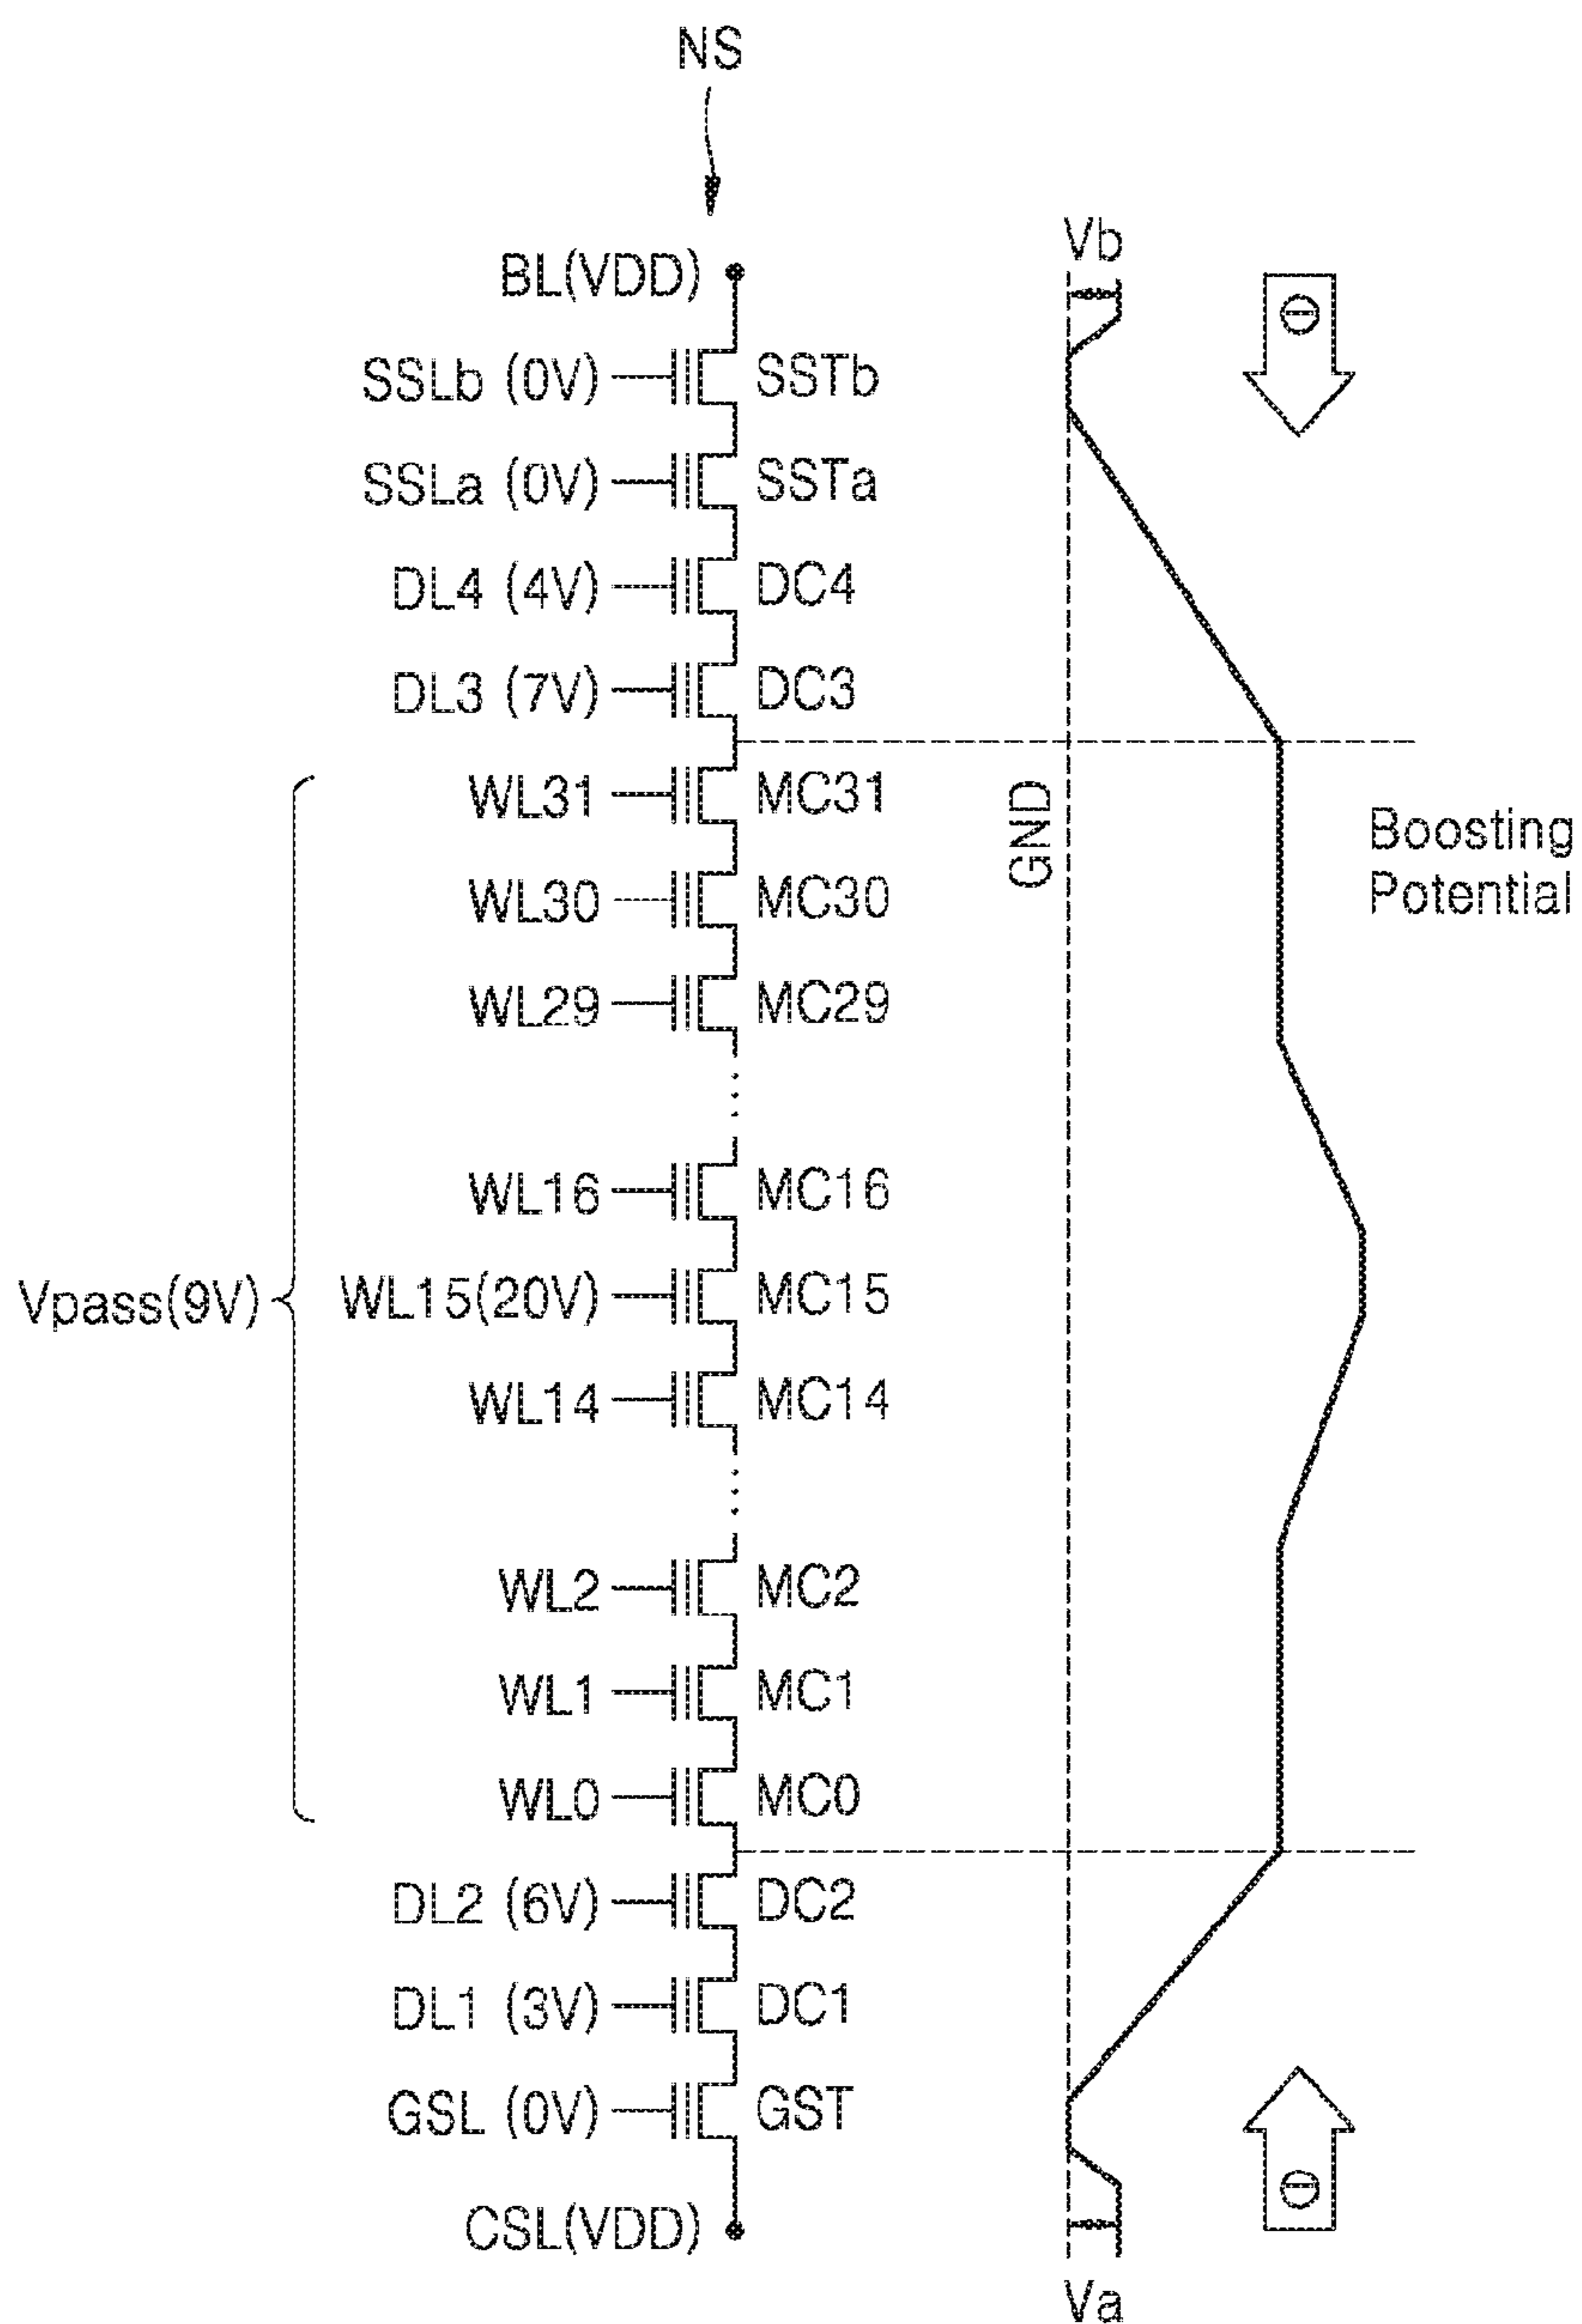 NS
Vb
BL(VDD)
SSLb (0V) SSTb
SSLa (0V) SSTa
DL4 (4V) DC4
DL3 (7V) DC3
WL31 MC31
GND
Boosting
Potential
WL30 MC30
WL29 MC29
WL16 MC16
Vpass(9V) WL15(20V) MC15
WL14 MC14
WL2 MC2
WL1 MC1
WL0 MC0
DL2 (6V) DC2
DL1 (3V) DC1
GSL (0V) GST
CSL(VDD)
Va